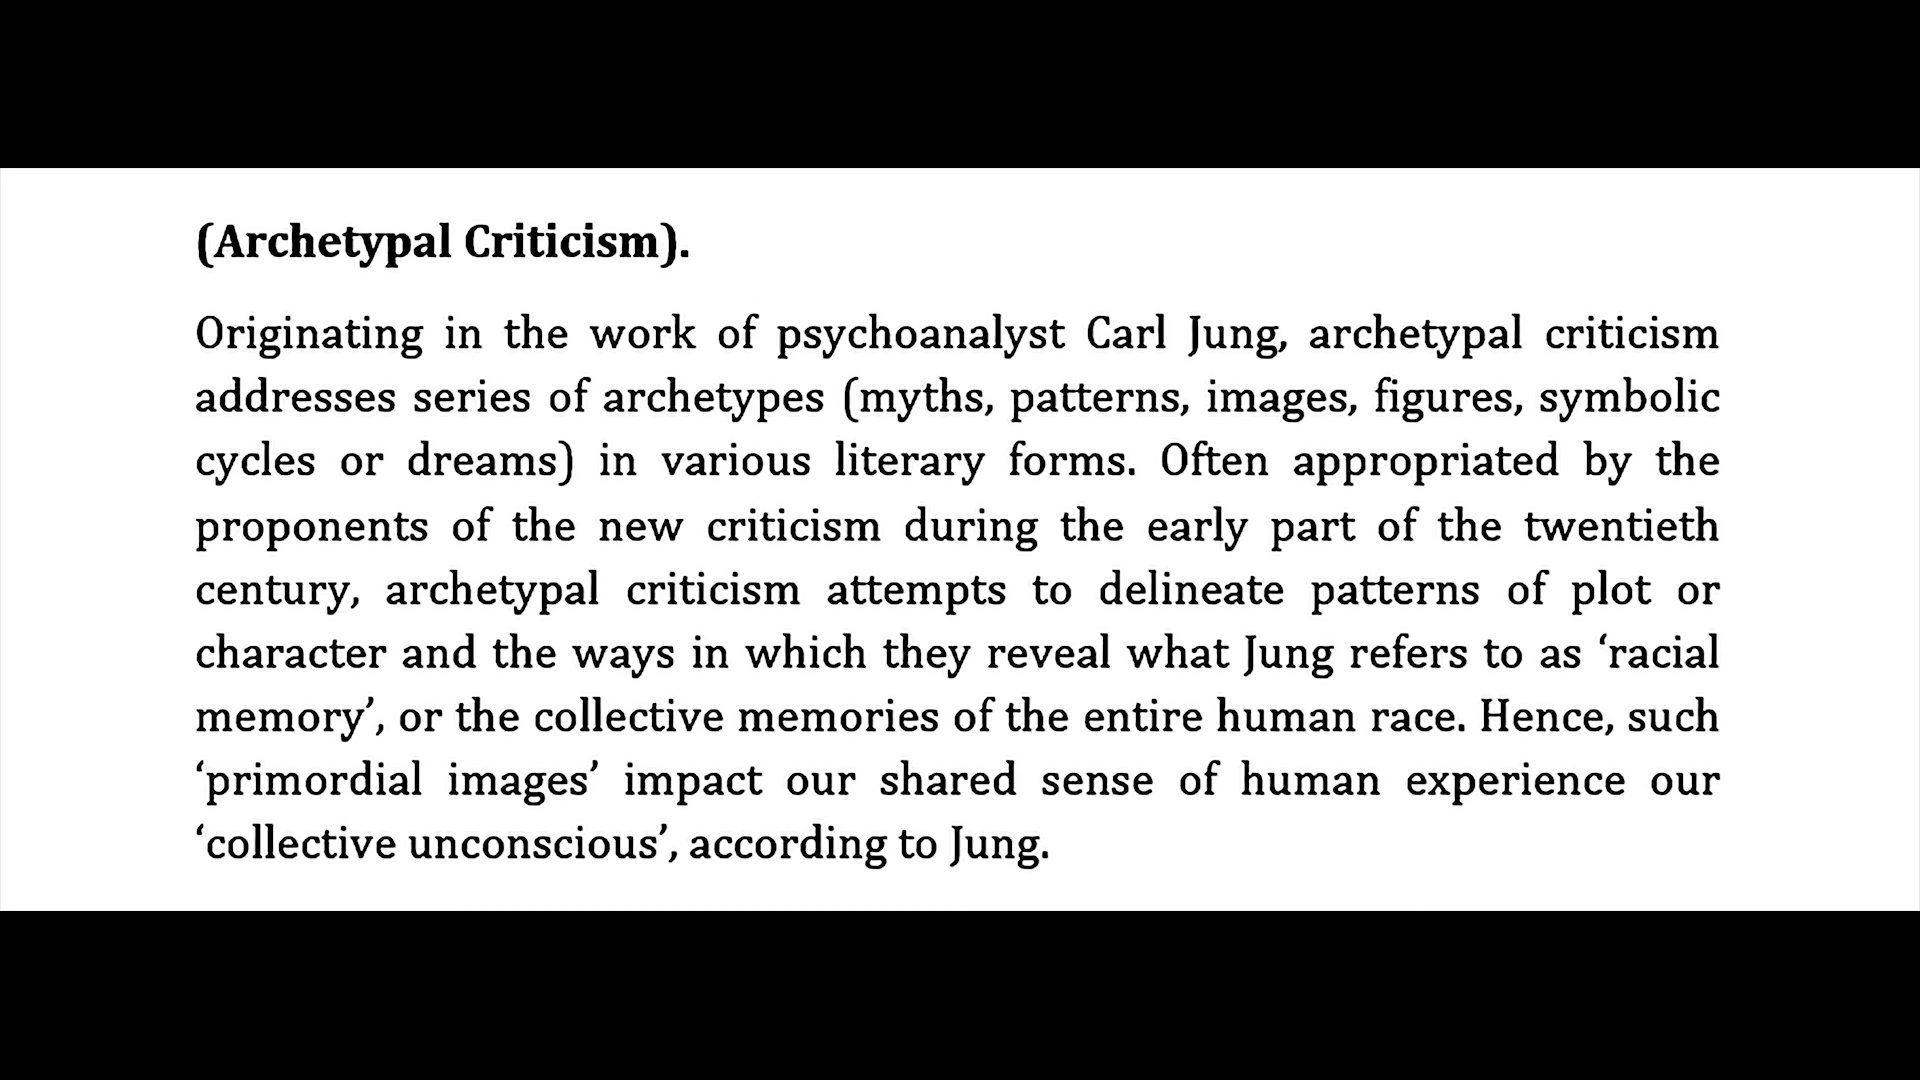 (Archetypal Criticism).
Originating in the work of psychoanalyst Carl Jung, archetypal criticism
addresses series of archetypes (myths, patterns, images, figures, symbolic
cycles or dreams) in various literary forms. Often appropriated by the
proponents of the new criticism during the early part of the twentieth
century, archetypal criticism attempts to delineate patterns of plot or
character and the ways in which they reveal what Jung refers to as ‘racial
memory’, or the collective memories of the entire human race. Hence, such
‘primordial images’ impact our shared sense of human experience our
‘collective unconscious’, according to Jung.